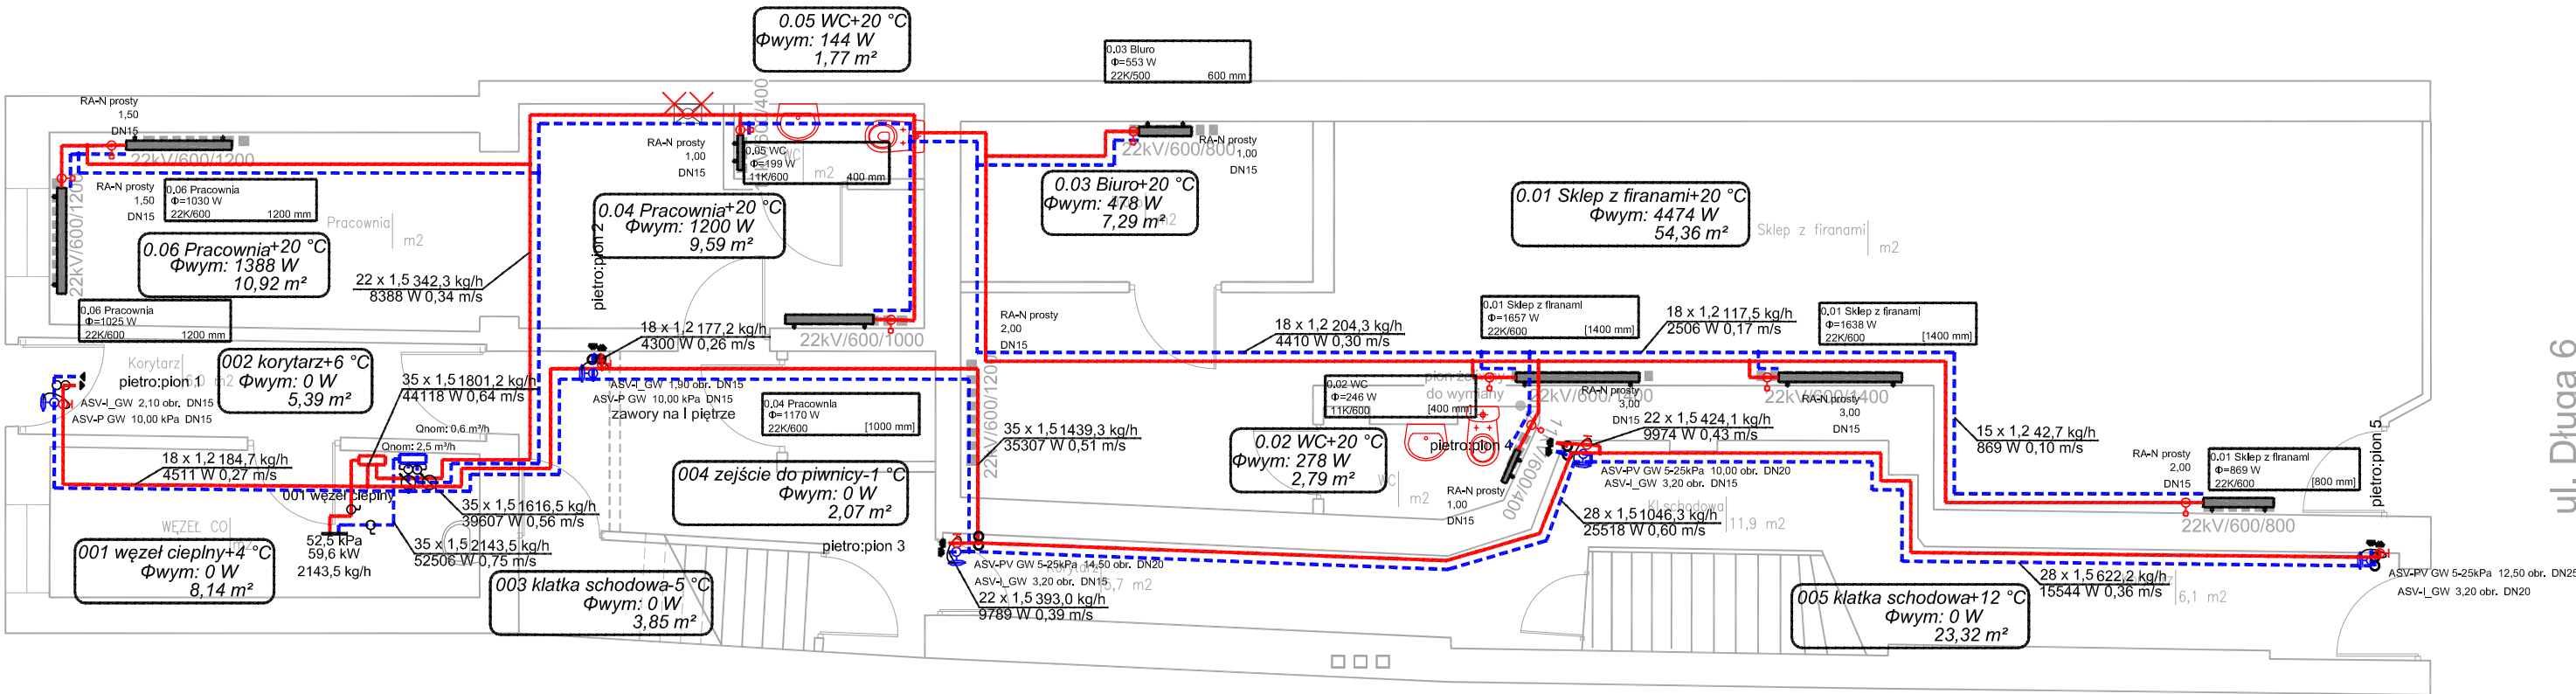 0.05 WC+20 °C
Φwym: 144 W
1,77 m²
0.03 Biuro
Φ=553 W
22K/500 600 mm
RA-N prosty
1,50
DN15
22kV/600/1200
RA-N prosty
1,50
DN15
0.06 Pracownia
Φ=1030 W
22K/600 1200 mm
22kV/600/1200
Pracownia
m2
0.06 Pracownia+20 °C
Φwym: 1388 W
10,92 m²
22 x 1,5 342,3 kg/h
8388 W 0,34 m/s
0.06 Pracownia
Φ=1025 W
22K/600 1200 mm
RA-N prosty
1,00
DN15
0.05 WC
Φ=199 W
11K/600 400 mm
m2
0.04 Pracownia+20 °C
Φwym: 1200 W
9,59 m²
pietro:pion 2
22kV/600/800
RA-N prosty
1,00
DN15
0.03 Biuro+20 °C
Φwym: 478 W
7,29 m²
m2
0.01 Sklep z firanami+20 °C
Φwym: 4474 W
54,36 m²
Sklep z firanami
m2
18 x 1,2 177,2 kg/h
4300 W 0,26 m/s
22kV/600/1000
RA-N prosty
2,00
DN15
18 x 1,2 204,3 kg/h
4410 W 0,30 m/s
0.01 Sklep z firanami
Φ=1657 W
22K/600 [1400 mm]
18 x 1,2 117,5 kg/h
2506 W 0,17 m/s
0.01 Sklep z firanami
Φ=1638 W
22K/600 [1400 mm]
Korytarz
m2
002 korytarz+6 °C
Φwym: 0 W
5,39 m²
pietro:pion 1
ASV-I_GW 2,10 obr. DN15
ASV-P GW 10,00 kPa DN15
35 x 1,5 1801,2 kg/h
44118 W 0,64 m/s
Qnom: 0,6 m³/h
Qnom: 2,5 m³/h
ASV-I_GW 1,90 obr. DN15
ASV-P GW 10,00 kPa DN15
zawory na I piętrze
0.04 Pracownia
Φ=1170 W
22K/600 [1000 mm]
22kV/600/1200
35 x 1,5 1439,3 kg/h
35307 W 0,51 m/s
0.02 WC
Φ=246 W
11K/600 [400 mm]
do wymiany
22kV/600/1400
RA-N prosty
3,00
DN15
22kV/600/1400
RA-N prosty
3,00
DN15
22 x 1,5 424,1 kg/h
9974 W 0,43 m/s
0.02 WC+20 °C
Φwym: 278 W
2,79 m²
WC
m2
pietro:pion 4
RA-N prosty
1,00
DN15
ASV-PV GW 5-25kPa 10,00 obr. DN20
ASV-I_GW 3,20 obr. DN15
15 x 1,2 42,7 kg/h
869 W 0,10 m/s
RA-N prosty
2,00
DN15
0.01 Sklep z firanami
Φ=869 W
22K/600 [800 mm]
22kV/600/800
pietro:pion 5
ul. Długa 6
18 x 1,2 184,7 kg/h
4511 W 0,27 m/s
001 węzeł cieplny
WĘZEŁ CO
35 x 1,5 1616,5 kg/h
39607 W 0,56 m/s
52,5 kPa
59,6 kW
2143,5 kg/h
35 x 1,5 2143,5 kg/h
52506 W 0,75 m/s
001 węzeł cieplny+4 °C
Φwym: 0 W
8,14 m²
004 zejście do piwnicy-1 °C
Φwym: 0 W
2,07 m²
pietro:pion 3
003 klatka schodowa-5 °C
Φwym: 0 W
3,85 m²
ASV-PV GW 5-25kPa 14,50 obr. DN20
ASV-I_GW 3,20 obr. DN15
Korytarz
5,7 m2
22 x 1,5 393,0 kg/h
9789 W 0,39 m/s
28 x 1,5 1046,3 kg/h
25518 W 0,60 m/s
Kl.schodowa
11,9 m2
005 klatka schodowa+12 °C
Φwym: 0 W
23,32 m²
28 x 1,5 622,2 kg/h
15544 W 0,36 m/s
6,1 m2
ASV-PV GW 5-25kPa 12,50 obr. DN25
ASV-I_GW 3,20 obr. DN20